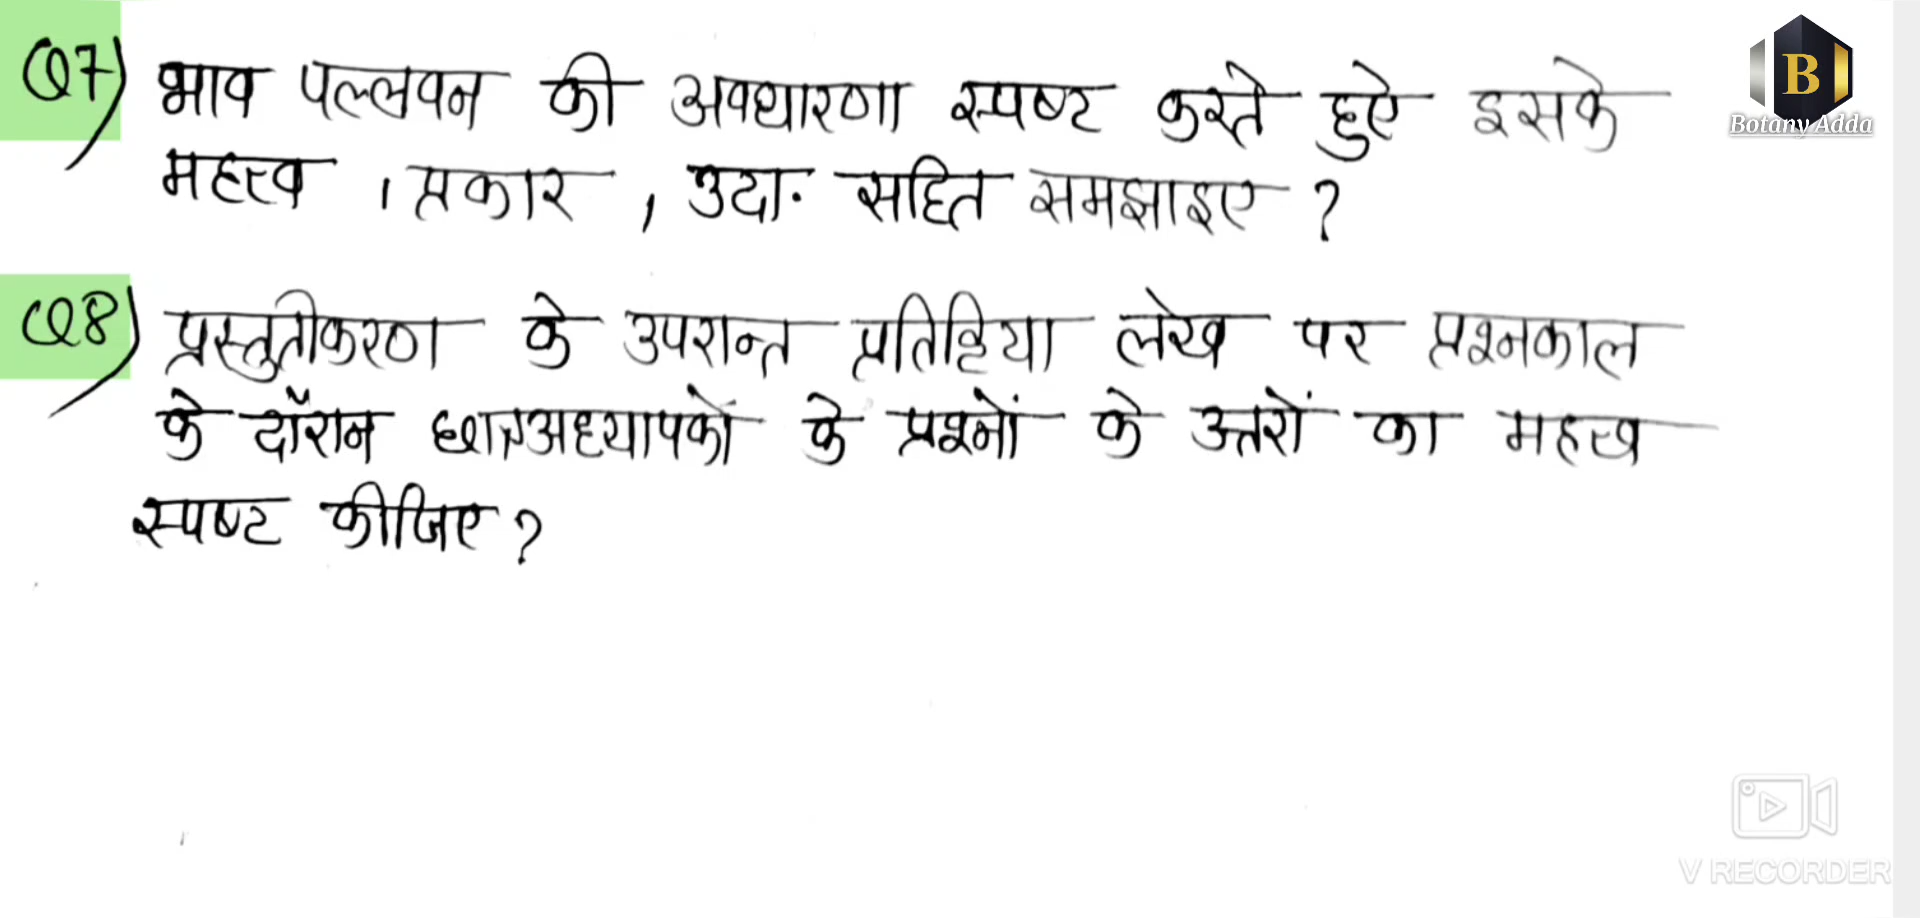 Q7) भाव पल्लवन की अवधारणा स्पष्ट करते हुऐ इसके
महत्त्व , प्रकार , उदा. सहित समझाइए ?
Q8) प्रस्तुतीकरण के उपरान्त प्रतिक्रिया लेख पर प्रश्नकाल
के दौरान छात्रअध्यापकों के प्रश्नों के उत्तरों का महत्त्व
स्पष्ट कीजिए ?
B
Botany Adda
V RECORDER